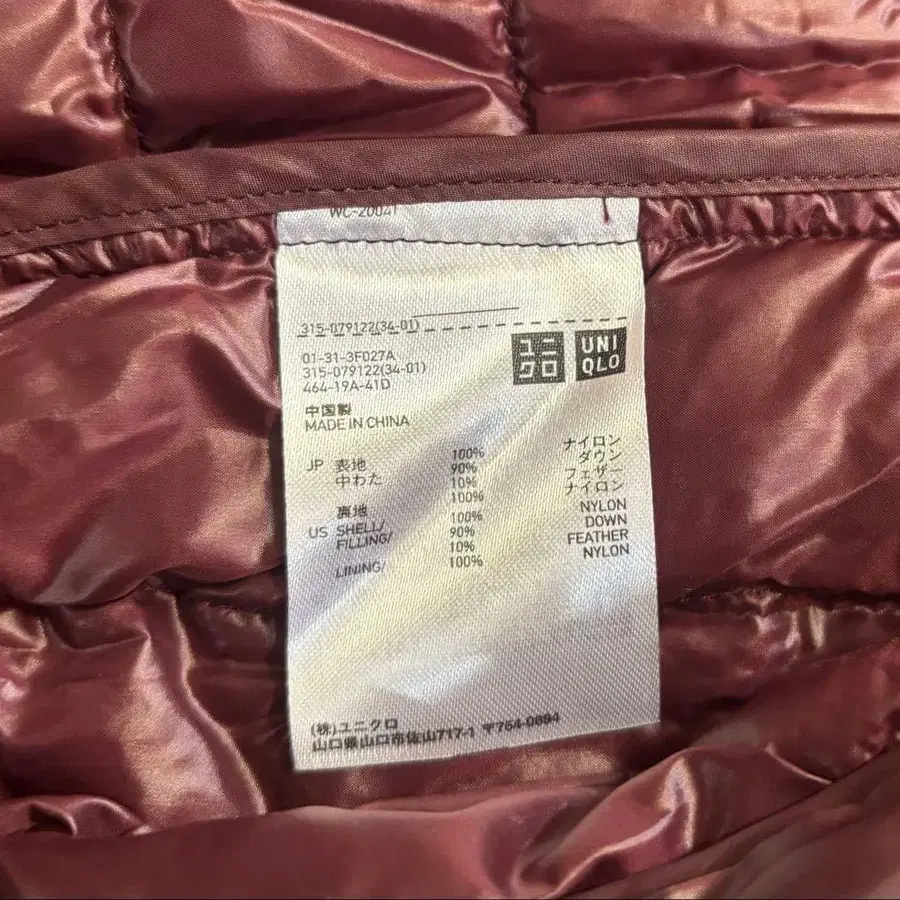 WC-20041
315-079122(34-01)
ユニクロ UNIQLO
01-31-3F027A
315-079122(34-01)
464-19A-41D
中国製
MADE IN CHINA
JP 表地 100% ナイロン
中わた 90% ダウン
10% フェザー
裏地 100% ナイロン
US SHELL/ 100% NYLON
FILLING/ 90% DOWN
10% FEATHER
LINING/ 100% NYLON
(株)ユニクロ
山口県山口市佐山717-1 〒754-0894